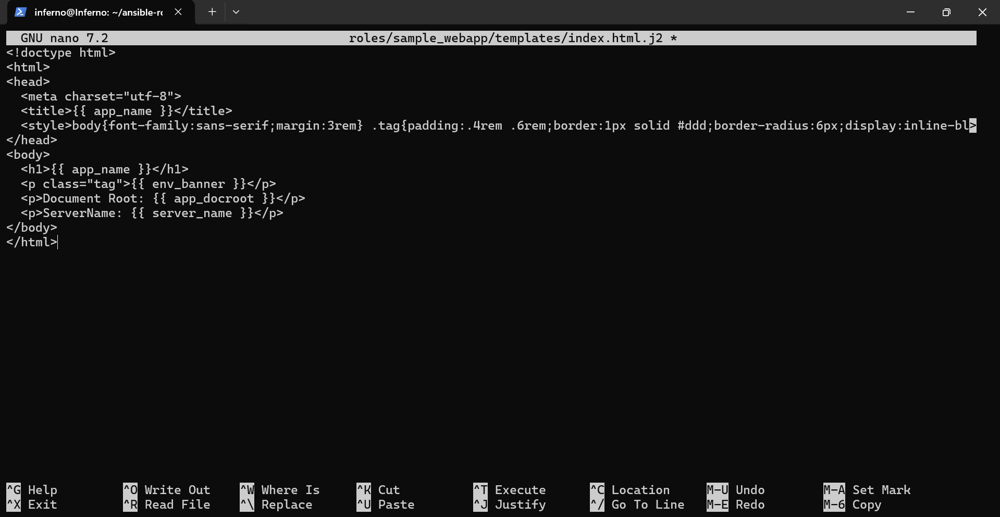 inferno@Inferno: ~/ansible-ro
GNU nano 7.2 roles/sample_webapp/templates/index.html.j2 *
<!doctype html>
<html>
<head>
  <meta charset="utf-8">
  <title>{{ app_name }}</title>
  <style>body{font-family:sans-serif;margin:3rem} .tag{padding:.4rem .6rem;border:1px solid #ddd;border-radius:6px;display:inline-bl>
</head>
<body>
  <h1>{{ app_name }}</h1>
  <p class="tag">{{ env_banner }}</p>
  <p>Document Root: {{ app_docroot }}</p>
  <p>ServerName: {{ server_name }}</p>
</body>
</html>
^G Help ^O Write Out ^W Where Is ^K Cut ^T Execute ^C Location M-U Undo M-A Set Mark
^X Exit ^R Read File ^\ Replace ^U Paste ^J Justify ^/ Go To Line M-E Redo M-6 Copy